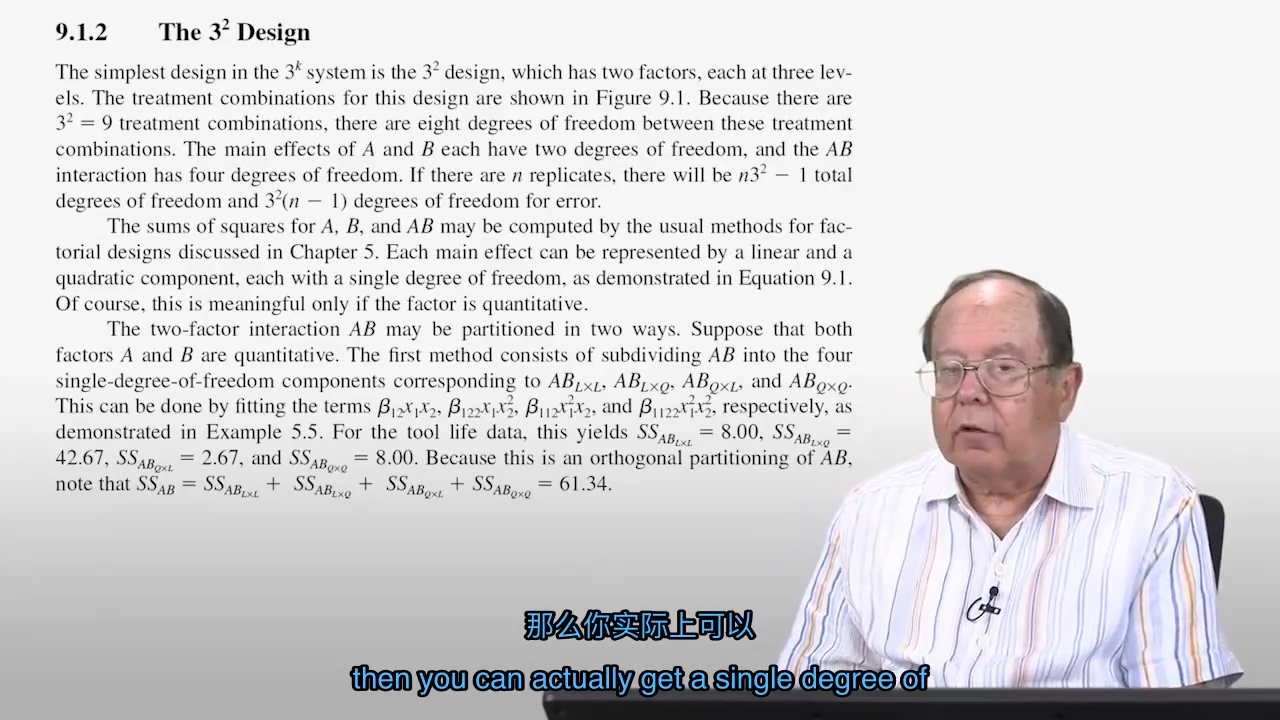 9.1.2 The 3² Design
The simplest design in the 3ᵏ system is the 3² design, which has two factors, each at three lev-
els. The treatment combinations for this design are shown in Figure 9.1. Because there are
3² = 9 treatment combinations, there are eight degrees of freedom between these treatment
combinations. The main effects of A and B each have two degrees of freedom, and the AB
interaction has four degrees of freedom. If there are n replicates, there will be n3² − 1 total
degrees of freedom and 3²(n − 1) degrees of freedom for error.
The sums of squares for A, B, and AB may be computed by the usual methods for fac-
torial designs discussed in Chapter 5. Each main effect can be represented by a linear and a
quadratic component, each with a single degree of freedom, as demonstrated in Equation 9.1.
Of course, this is meaningful only if the factor is quantitative.
The two-factor interaction AB may be partitioned in two ways. Suppose that both
factors A and B are quantitative. The first method consists of subdividing AB into the four
single-degree-of-freedom components corresponding to AB_{L×L}, AB_{L×Q}, AB_{Q×L}, and AB_{Q×Q}.
This can be done by fitting the terms β₁₂x₁x₂, β₁₂₂x₁x₂², β₁₁₂x₁²x₂, and β₁₁₂₂x₁²x₂², respectively, as
demonstrated in Example 5.5. For the tool life data, this yields SS_{AB_{L×L}} = 8.00, SS_{AB_{L×Q}} =
42.67, SS_{AB_{Q×L}} = 2.67, and SS_{AB_{Q×Q}} = 8.00. Because this is an orthogonal partitioning of AB,
note that SS_{AB} = SS_{AB_{L×L}} + SS_{AB_{L×Q}} + SS_{AB_{Q×L}} + SS_{AB_{Q×Q}} = 61.34.
那么你实际上可以
then you can actually get a single degree of